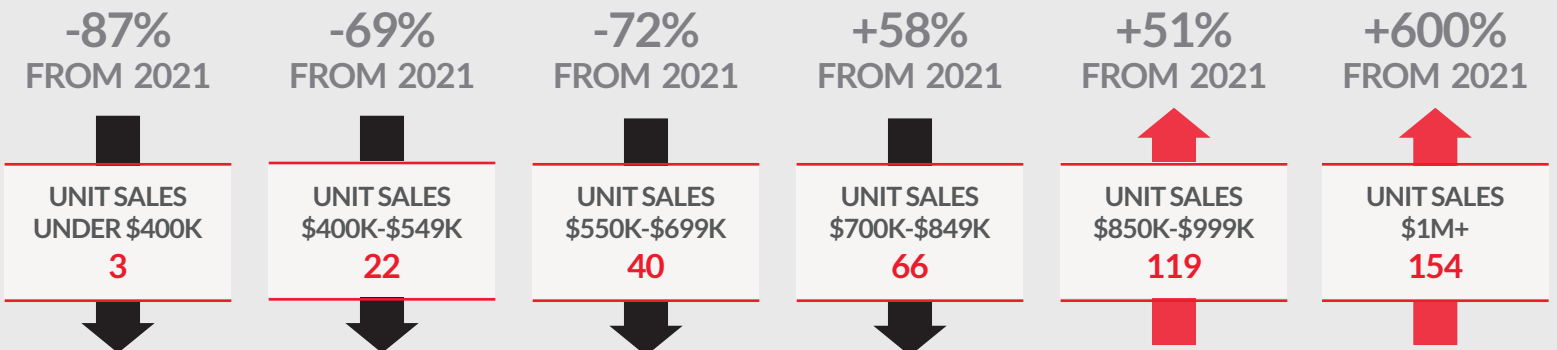 -87%
FROM 2021
UNIT SALES
UNDER $400K
3
-69%
FROM 2021
UNIT SALES
$400K-$549K
22
-72%
FROM 2021
UNIT SALES
$550K-$699K
40
+58%
FROM 2021
UNIT SALES
$700K-$849K
66
+51%
FROM 2021
UNIT SALES
$850K-$999K
119
+600%
FROM 2021
UNIT SALES
$1M+
154